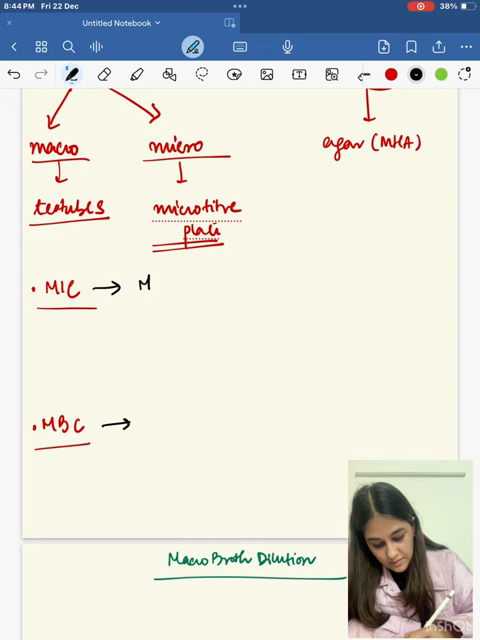 8:44 PM Fri 22 Dec
38%
Untitled Notebook
macro
micro
agar (MHA)
testubes
microtitre
plate
• MIC → M
• MBC →
Macro Broth Dilution
InShOt